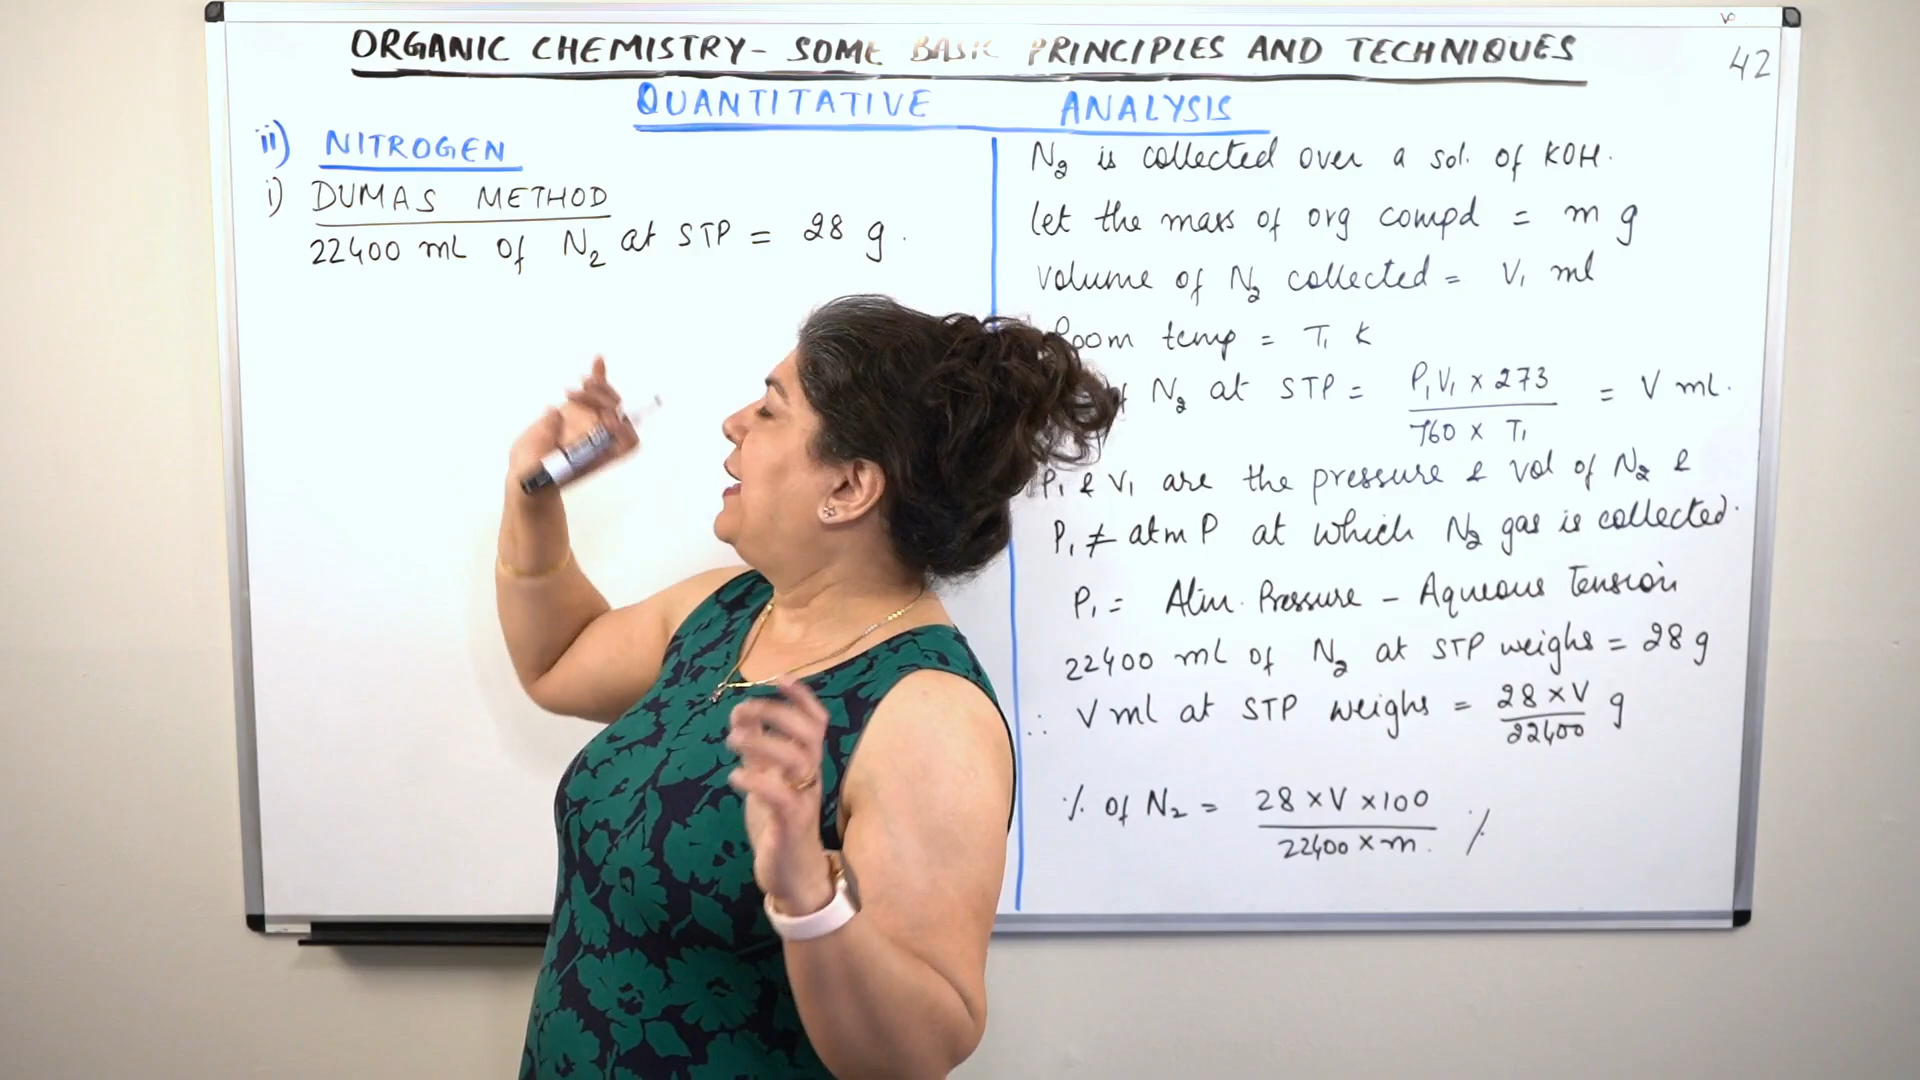 ORGANIC CHEMISTRY - SOME BASIC PRINCIPLES AND TECHNIQUES
42
QUANTITATIVE ANALYSIS
ii) NITROGEN
i) DUMAS METHOD
22400 ml of N2 at STP = 28 g.
N2 is collected over a sol. of KOH.
let the mass of org compd = m g
volume of N2 collected = V1 ml
Room temp = T1 K
N2 at STP = P1V1 x 273 / 760 x T1 = V ml.
P1 & V1 are the pressure & vol of N2 &
P1 ≠ atm P at which N2 gas is collected.
P1 = Atm. Pressure - Aqueous Tension
22400 ml of N2 at STP weighs = 28 g
∴ V ml at STP weighs = 28 x V / 22400 g
% of N2 = 28 x V x 100 / 22400 x m. %